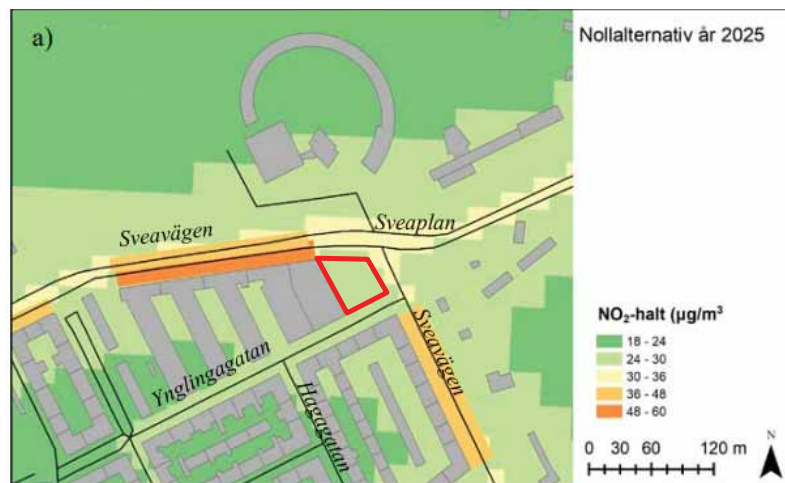 a)
Nollalternativ år 2025
Sveavägen
Sveaplan
Ynglingagatan
Hagagatan
Sveavägen
NO₂-halt (µg/m³
18 - 24
24 - 30
30 - 36
36 - 48
48 - 60
0 30 60 120 m
N